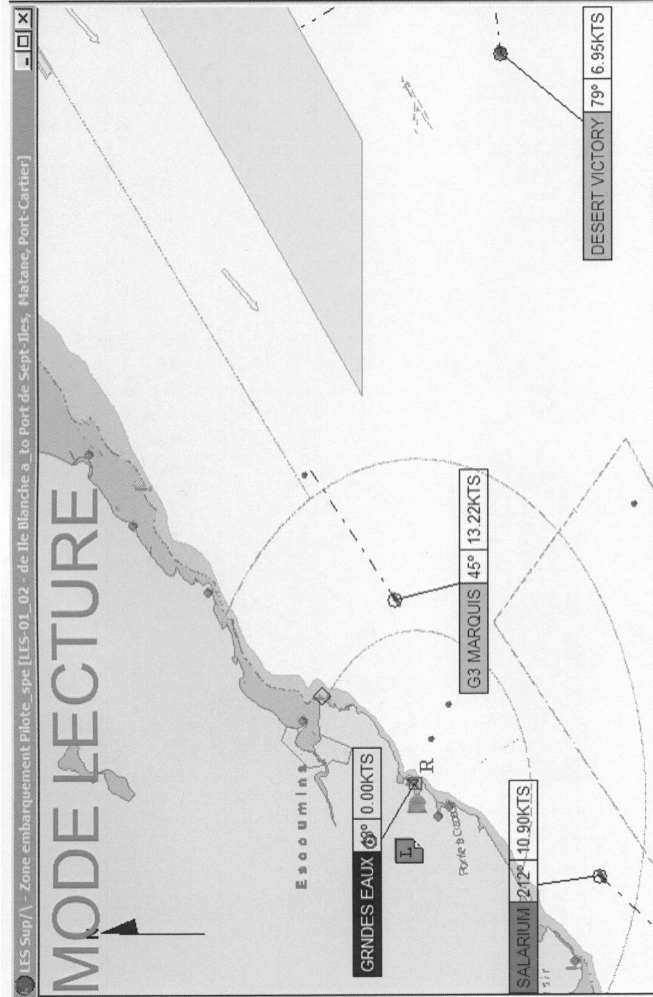 LES Sup/\ - Zone embarquement Pilote_spe [LES-01_02 - de Ile Blanche a_to Port de Sept-Iles, Matane, Port-Cartier]
MODE LECTURE
N
Escoumins
GRNDES EAUX 0.00KTS
L
R
G3 MARQUIS 45° 13.22KTS
DESERT VICTORY 79° 6.95KTS
SALARIUM 212° 10.90KTS